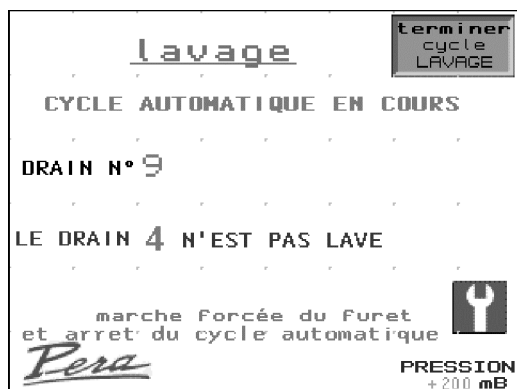 lavage
terminer
cycle
LAVAGE
CYCLE AUTOMATIQUE EN COURS
DRAIN N° 9
LE DRAIN 4 N'EST PAS LAVE
marche forcée du furet
et arret du cycle automatique
Pera
PRESSION
+200 mB